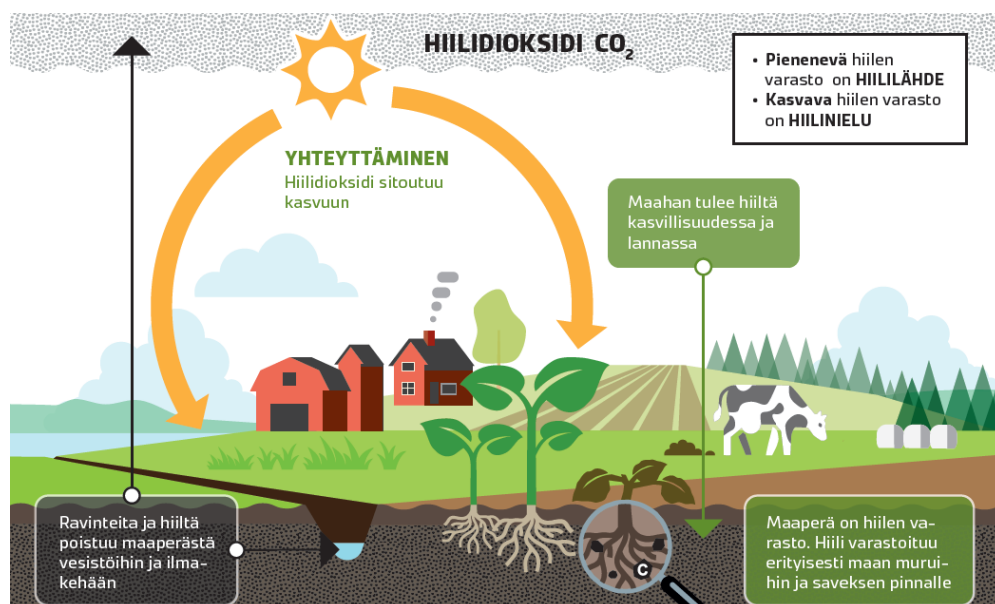 HIILIDIOKSIDI CO₂
• Pienenevä hiilen
varasto on HIILILÄHDE
• Kasvava hiilen varasto
on HIILINIELU
YHTEYTTÄMINEN
Hiilidioksidi sitoutuu
kasvuun
Maahan tulee hiiltä
kasvillisuudessa ja
lannassa
Ravinteita ja hiiltä
poistuu maaperästä
vesistöihin ja ilma-
kehään
C
Maaperä on hiilen va-
rasto. Hiili varastoituu
erityisesti maan murui-
hin ja saveksen pinnalle